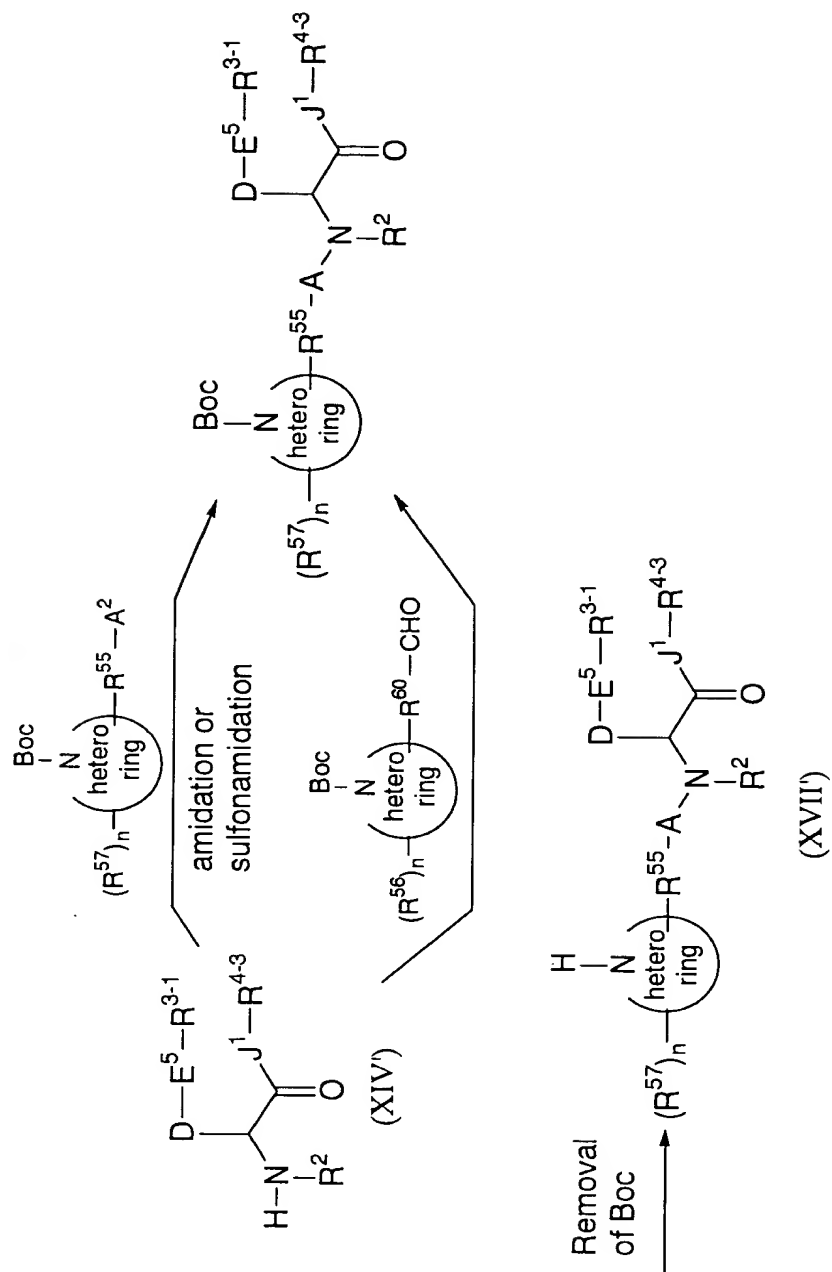 Boc
N
hetero
ring
(R⁵⁷)ₙ
R⁵⁵—A²
amidation or
sulfonamidation
D—E⁵—R³⁻¹
H—N
R²
J¹—R⁴⁻³
O
(XIV')
Boc
N
hetero
ring
(R⁵⁶)ₙ
R⁶⁰—CHO
Boc
N
hetero
ring
(R⁵⁷)ₙ
R⁵⁵-A
N—R²
D—E⁵—R³⁻¹
J¹—R⁴⁻³
O
Removal
of Boc
H
N
hetero
ring
(R⁵⁷)ₙ
R⁵⁵—A
N
R²
D—E⁵—R³⁻¹
J¹—R⁴⁻³
O
(XVII')